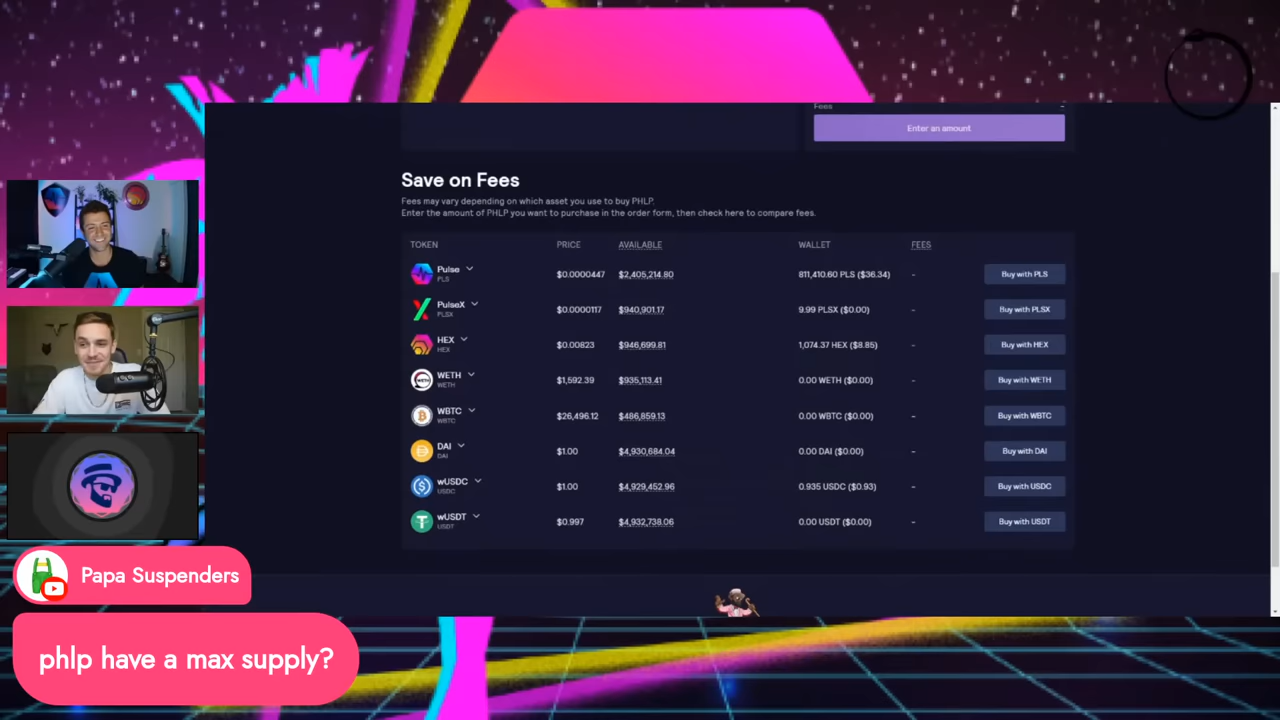 Fees -
Enter an amount
Save on Fees
Fees may vary depending on which asset you use to buy PHLP.
Enter the amount of PHLP you want to purchase in the order form, then check here to compare fees.
TOKEN PRICE AVAILABLE WALLET FEES
Pulse $0.0000447 $2,405,214.80 811,410.60 PLS ($36.34) - Buy with PLS
PLS
PulseX $0.0000117 $940,901.17 9.99 PLSX ($0.00) - Buy with PLSX
PLSX
HEX $0.00823 $946,699.81 1,074.37 HEX ($8.85) - Buy with HEX
HEX
WETH $1,592.39 $935,113.41 0.00 WETH ($0.00) - Buy with WETH
WETH
WBTC $26,496.12 $486,859.13 0.00 WBTC ($0.00) - Buy with WBTC
WBTC
DAI $1.00 $4,930,684.04 0.00 DAI ($0.00) - Buy with DAI
DAI
wUSDC $1.00 $4,929,452.96 0.935 USDC ($0.93) - Buy with USDC
USDC
wUSDT $0.997 $4,932,738.06 0.00 USDT ($0.00) - Buy with USDT
USDT
Papa Suspenders
phlp have a max supply?